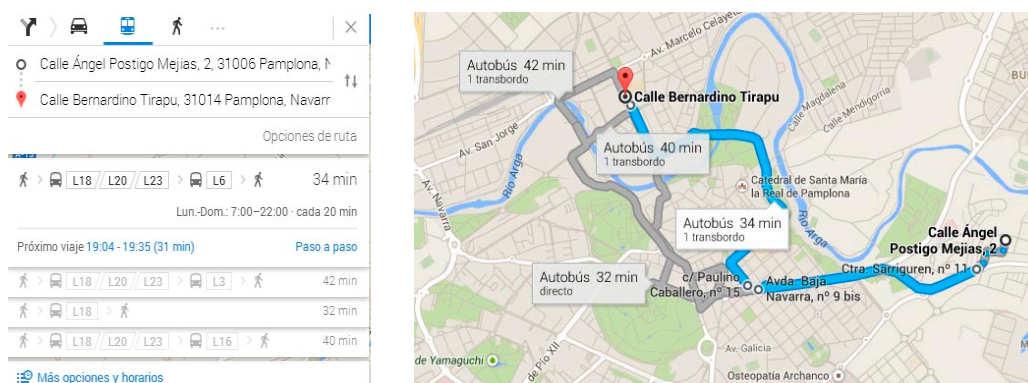 Calle Ángel Postigo Mejias, 2, 31006 Pamplona, N
Calle Bernardino Tirapu, 31014 Pamplona, Navarr
Opciones de ruta
L18 L20 L23 L6 34 min
Lun.-Dom.: 7:00–22:00 · cada 20 min
Próximo viaje 19:04 - 19:35 (31 min) Paso a paso
L18 L20 L23 L3 42 min
L18 32 min
L18 L20 L23 L16 40 min
Más opciones y horarios
Av. Marcelo Celaye
Autobús 42 min
1 transbordo
Calle Bernardino Tirapu
Calle Magdalena
Calle Mendigorria
BU
Av. San Jorge
Autobús 40 min
1 transbordo
Río Arga
Av. Navarra
Catedral de Santa María
la Real de Pamplona
Autobús 34 min
1 transbordo
Río Arga
Calle Ángel
Postigo Mejias, 2
Autobús 32 min
directo
c/ Paulino
Caballero, nº 15
Avda. Baja
Navarra, nº 9 bis
Ctra. Sarriguren, nº 11
Av. Galicia
de Yamaguchi
de Pío XII
Osteopatía Archanco